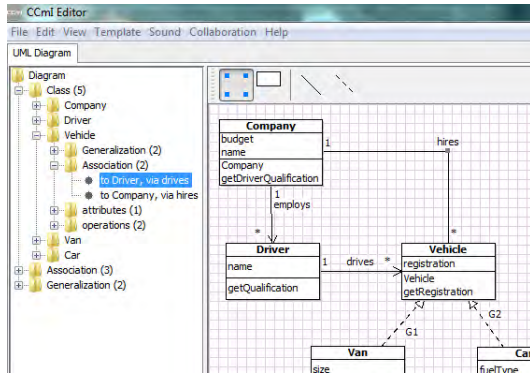 CCmI Editor
File Edit View Template Sound Collaboration Help
UML Diagram
Diagram
Class (5)
Company
Driver
Vehicle
Generalization (2)
Association (2)
to Driver, via drives
to Company, via hires
attributes (1)
operations (2)
Van
Car
Association (3)
Generalization (2)
Company
budget
name
Company
getDriverQualification
1
hires
1
employs
*
*
Driver
name
getQualification
1 drives *
Vehicle
registration
Vehicle
getRegistration
G1
G2
Van
size
Car
fuelType